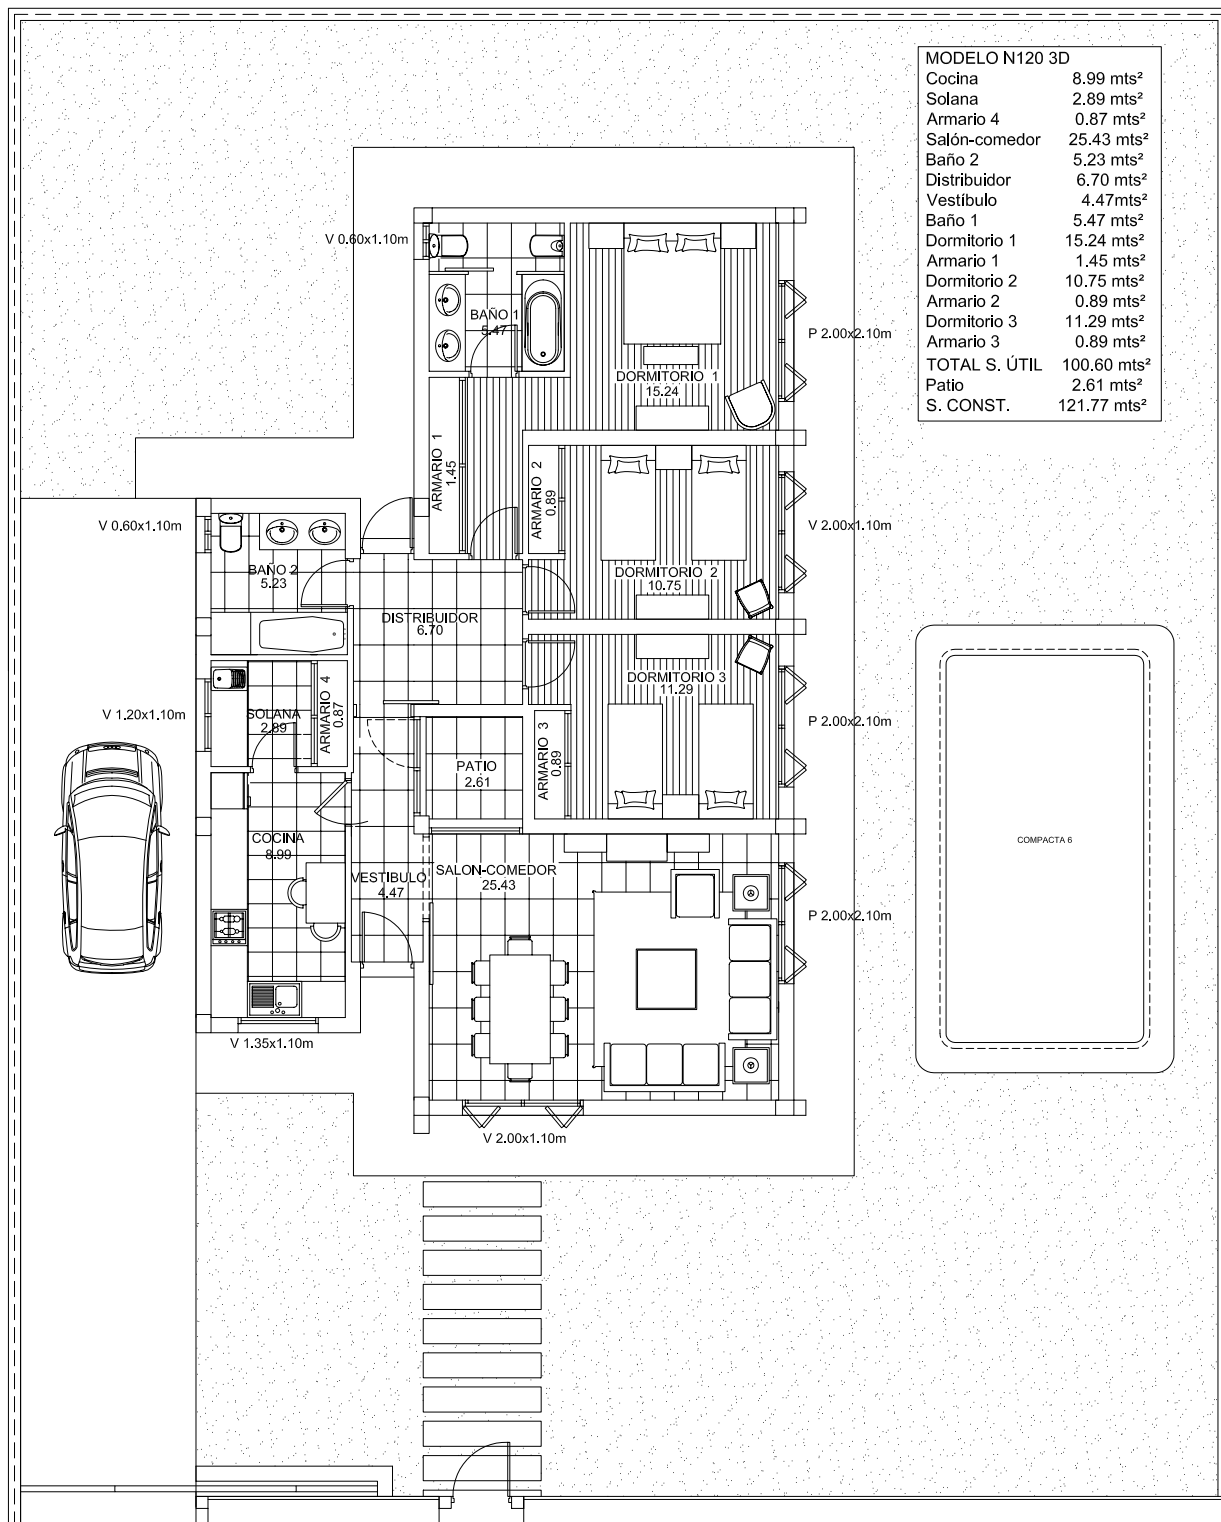 MODELO N120 3D
Cocina 8.99 mts²
Solana 2.89 mts²
Armario 4 0.87 mts²
Salón-comedor 25.43 mts²
Baño 2 5.23 mts²
Distribuidor 6.70 mts²
Vestíbulo 4.47mts²
Baño 1 5.47 mts²
Dormitorio 1 15.24 mts²
Armario 1 1.45 mts²
Dormitorio 2 10.75 mts²
Armario 2 0.89 mts²
Dormitorio 3 11.29 mts²
Armario 3 0.89 mts²
TOTAL S. ÚTIL 100.60 mts²
Patio 2.61 mts²
S. CONST. 121.77 mts²
V 0.60x1.10m
BAÑO 1
5.47
P 2.00x2.10m
DORMITORIO 1
15.24
ARMARIO 1
1.45
ARMARIO 2
0.89
V 0.60x1.10m
V 2.00x1.10m
BAÑO 2
5.23
DORMITORIO 2
10.75
DISTRIBUIDOR
6.70
DORMITORIO 3
11.29
V 1.20x1.10m
SOLANA
2.89
ARMARIO 4
0.87
P 2.00x2.10m
PATIO
2.61
ARMARIO 3
0.89
COCINA
8.99
COMPACTA 6
VESTIBULO
4.47
SALON-COMEDOR
25.43
P 2.00x2.10m
V 1.35x1.10m
V 2.00x1.10m